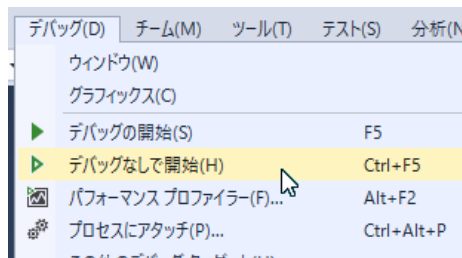 デバッグ(D) チーム(M) ツール(T) テスト(S) 分析(N
ウィンドウ(W)
グラフィックス(C)
デバッグの開始(S) F5
デバッグなしで開始(H) Ctrl+F5
パフォーマンス プロファイラー(F)... Alt+F2
プロセスにアタッチ(P)... Ctrl+Alt+P